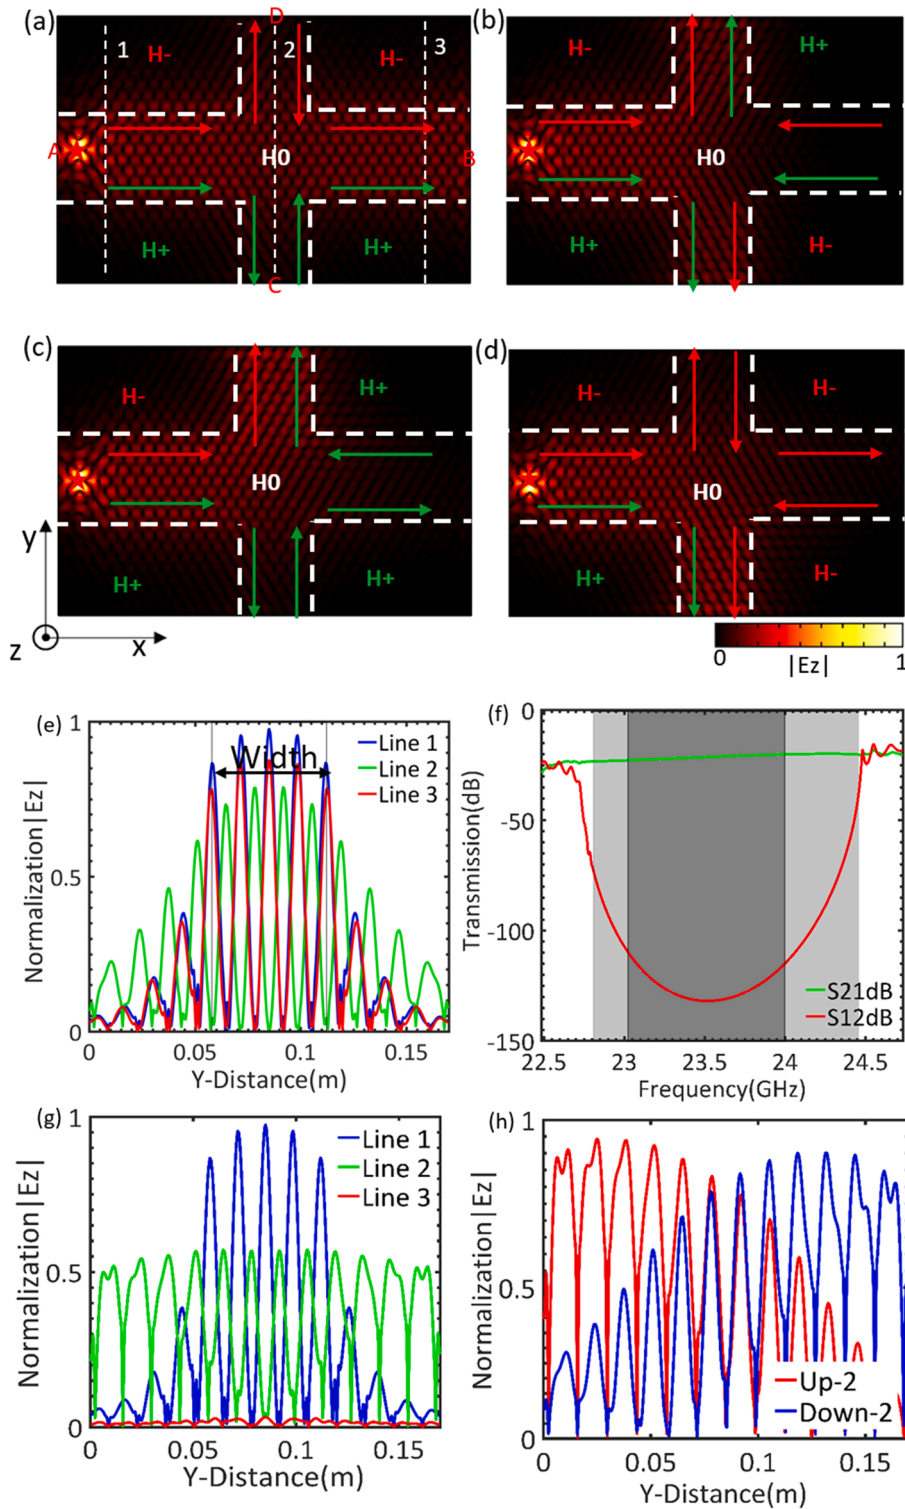 (a)
1
H-
D
2
H-
3
A
H0
B
H+
C
H+
(b)
H-
H+
H0
H+
H-
(c)
H-
H+
H0
H+
H+
y
z
x
(d)
H-
H-
H0
H+
H-
0
|Ez|
1
(e)
1
0.5
0
Normalization|Ez|
Width
Line 1
Line 2
Line 3
0
0.05
0.1
0.15
Y-Distance(m)
(f)
0
-50
-100
-150
Transmission(dB)
S21dB
S12dB
22.5
23
23.5
24
24.5
Frequency(GHz)
(g)
1
0.5
0
Normalization|Ez|
Line 1
Line 2
Line 3
0
0.05
0.1
0.15
Y-Distance(m)
(h)
1
0.5
0
Normalization|Ez|
Up-2
Down-2
0
0.05
0.1
0.15
Y-Distance(m)